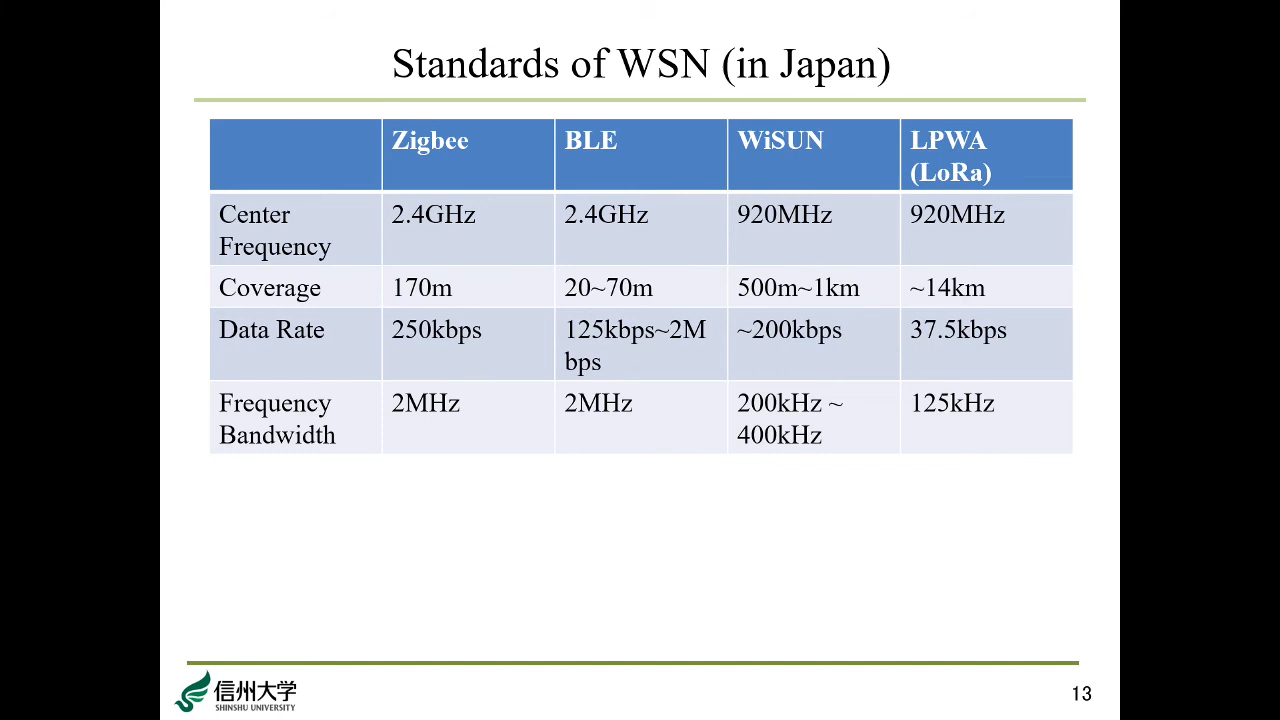 Standards of WSN (in Japan)
Zigbee BLE WiSUN LPWA
(LoRa)
Center
Frequency 2.4GHz 2.4GHz 920MHz 920MHz
Coverage 170m 20~70m 500m~1km ~14km
Data Rate 250kbps 125kbps~2M
bps ~200kbps 37.5kbps
Frequency
Bandwidth 2MHz 2MHz 200kHz ~
400kHz 125kHz
信州大学
SHINSHU UNIVERSITY
13